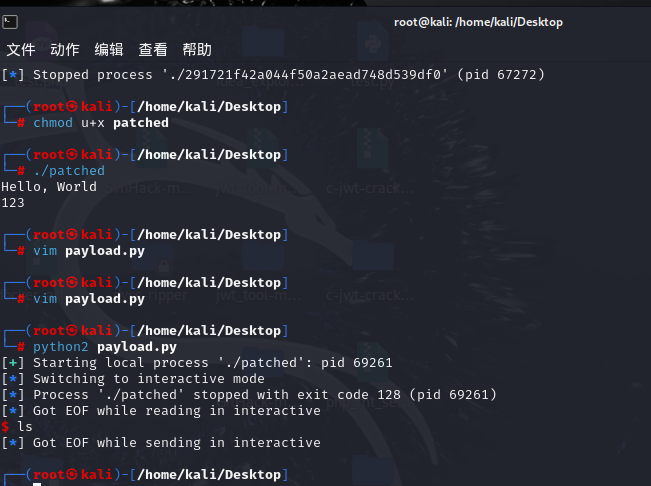 root@kali: /home/kali/Desktop
文件 动作 编辑 查看 帮助
[*] Stopped process './291721f42a044f50a2aead748d539df0' (pid 67272)
┌──(root㉿kali)-[/home/kali/Desktop]
└─# chmod u+x patched
┌──(root㉿kali)-[/home/kali/Desktop]
└─# ./patched
Hello, World
123
┌──(root㉿kali)-[/home/kali/Desktop]
└─# vim payload.py
┌──(root㉿kali)-[/home/kali/Desktop]
└─# vim payload.py
┌──(root㉿kali)-[/home/kali/Desktop]
└─# python2 payload.py
[+] Starting local process './patched': pid 69261
[*] Switching to interactive mode
[*] Process './patched' stopped with exit code 128 (pid 69261)
[*] Got EOF while reading in interactive
$ ls
[*] Got EOF while sending in interactive
┌──(root㉿kali)-[/home/kali/Desktop]